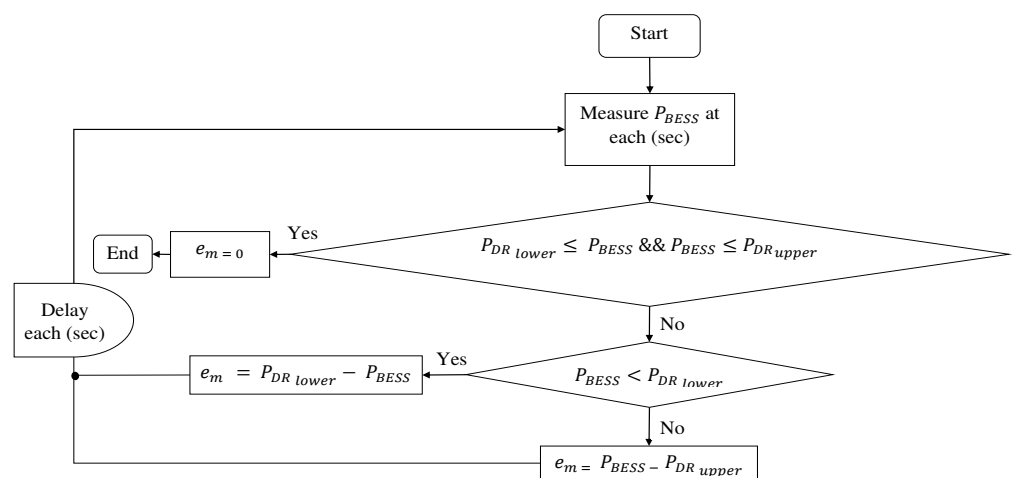 Start
Measure P_BESS at
each (sec)
Yes
P_DR lower ≤ P_BESS && P_BESS ≤ P_DR upper
End
e_m = 0
No
Delay
each (sec)
Yes
e_m = P_DR lower − P_BESS
P_BESS < P_DR lower
No
e_m = P_BESS − P_DR upper